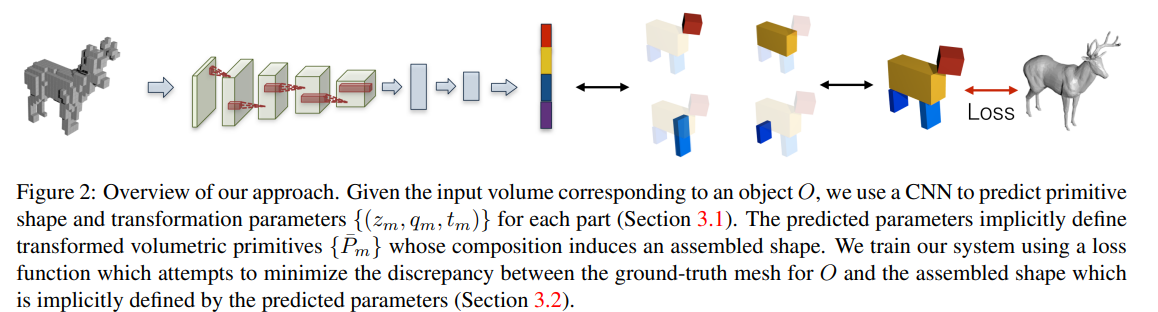 Loss
Figure 2: Overview of our approach. Given the input volume corresponding to an object O, we use a CNN to predict primitive
shape and transformation parameters {(z_m, q_m, t_m)} for each part (Section 3.1). The predicted parameters implicitly define
transformed volumetric primitives {P̄_m} whose composition induces an assembled shape. We train our system using a loss
function which attempts to minimize the discrepancy between the ground-truth mesh for O and the assembled shape which
is implicitly defined by the predicted parameters (Section 3.2).